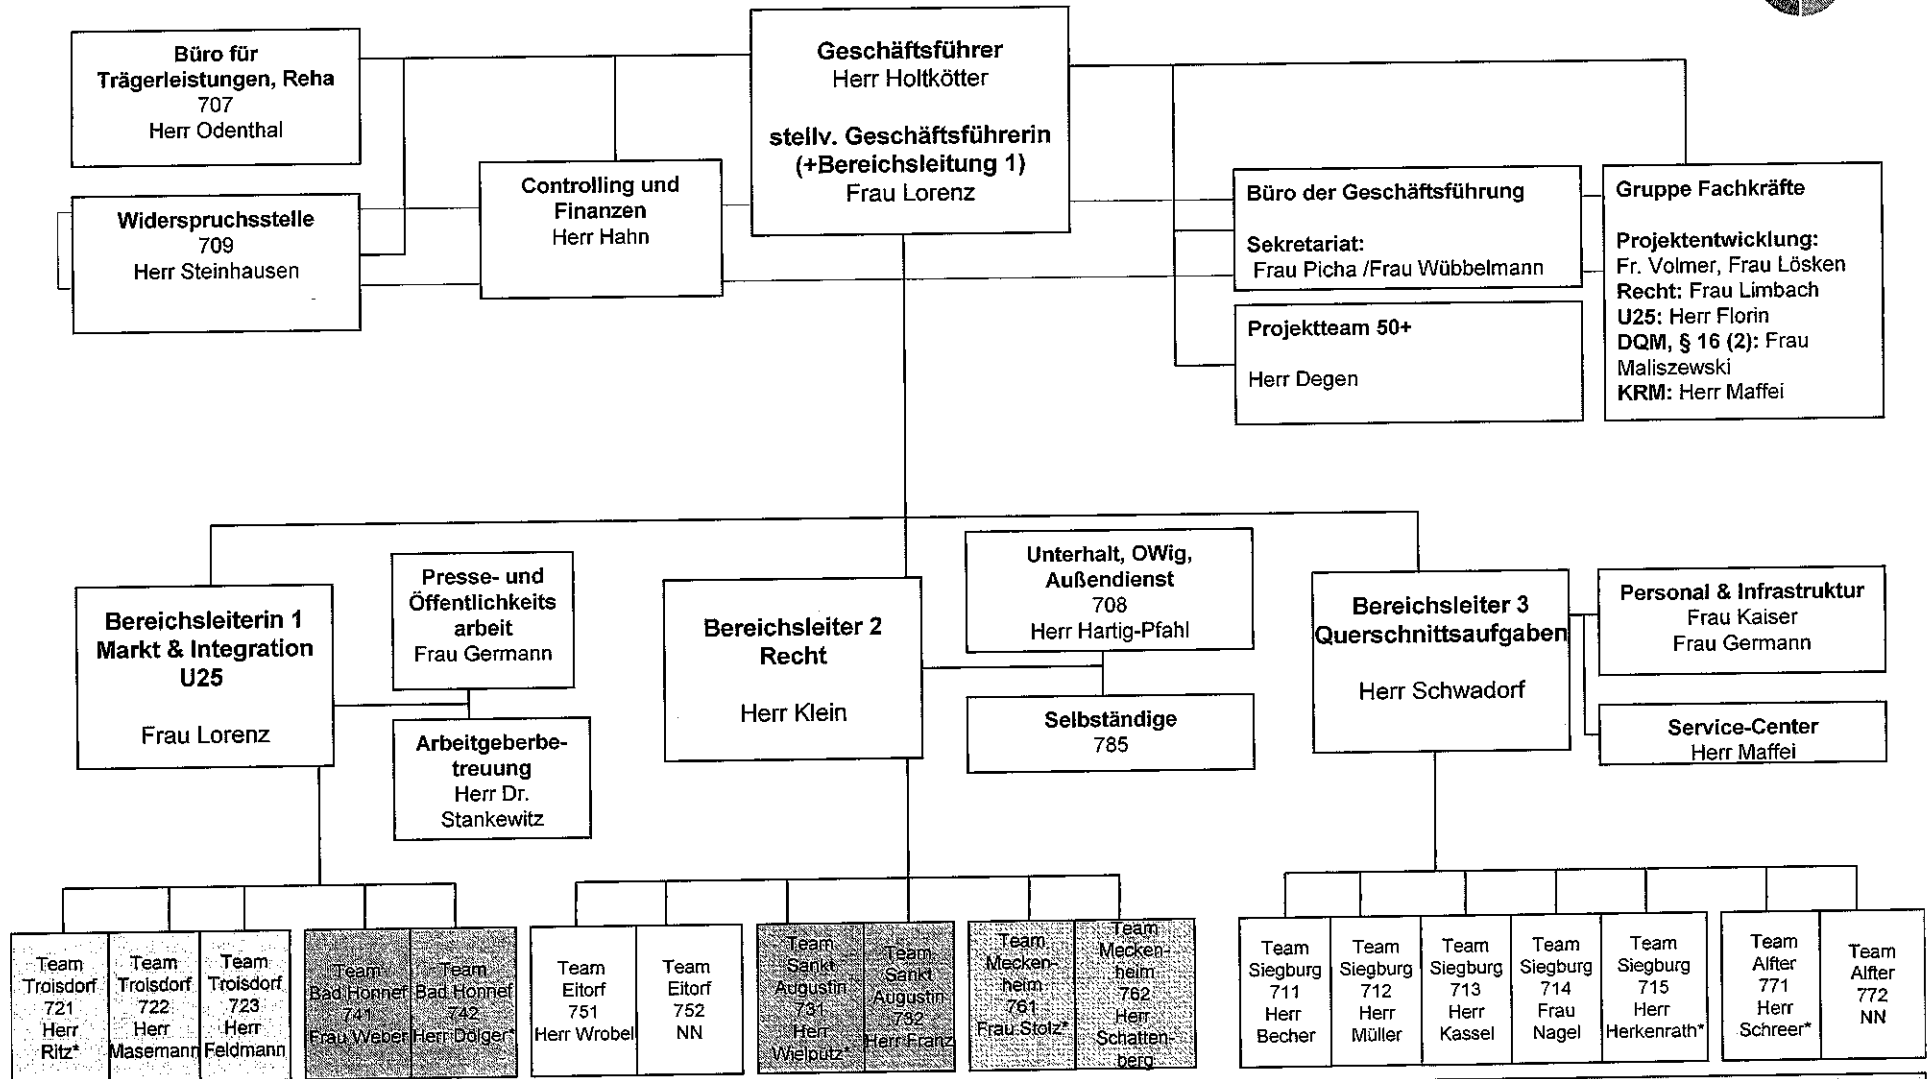 Büro für
Trägerleistungen, Reha
707
Herr Odenthal
Geschäftsführer
Herr Holtkötter
stellv. Geschäftsführerin
(+Bereichsleitung 1)
Frau Lorenz
Widerspruchsstelle
709
Herr Steinhausen
Controlling und
Finanzen
Herr Hahn
Büro der Geschäftsführung
Sekretariat:
Frau Picha /Frau Wübbelmann
Projektteam 50+
Herr Degen
Gruppe Fachkräfte
Projektentwicklung:
Fr. Volmer, Frau Lösken
Recht: Frau Limbach
U25: Herr Florin
DQM, § 16 (2): Frau
Maliszewski
KRM: Herr Maffei
Bereichsleiterin 1
Markt & Integration
U25
Frau Lorenz
Presse- und
Öffentlichkeits
arbeit
Frau Germann
Arbeitgeberbe-
treuung
Herr Dr.
Stankewitz
Bereichsleiter 2
Recht
Herr Klein
Unterhalt, OWig,
Außendienst
708
Herr Hartig-Pfahl
Selbständige
785
Bereichsleiter 3
Querschnittsaufgaben
Herr Schwadorf
Personal & Infrastruktur
Frau Kaiser
Frau Germann
Service-Center
Herr Maffei
Team
Troisdorf
721
Herr
Ritz*
Team
Troisdorf
722
Herr
Masemann
Team
Troisdorf
723
Herr
Feldmann
Team
Bad Honnef
741
Frau Weber
Team
Bad Honnef
742
Herr Dölger*
Team
Eitorf
751
Herr Wrobel
Team
Eitorf
752
NN
Team
Sankt
Augustin
731
Herr
Wielputz*
Team
Sankt
Augustin
732
Herr Franz
Team
Mecken-
heim
761
Frau Stolz*
Team
Mecken-
heim
762
Herr
Schatten-
berg
Team
Siegburg
711
Herr
Becher
Team
Siegburg
712
Herr
Müller
Team
Siegburg
713
Herr
Kassel
Team
Siegburg
714
Frau
Nagel
Team
Siegburg
715
Herr
Herkenrath*
Team
Alfter
771
Herr
Schreer*
Team
Alfter
772
NN